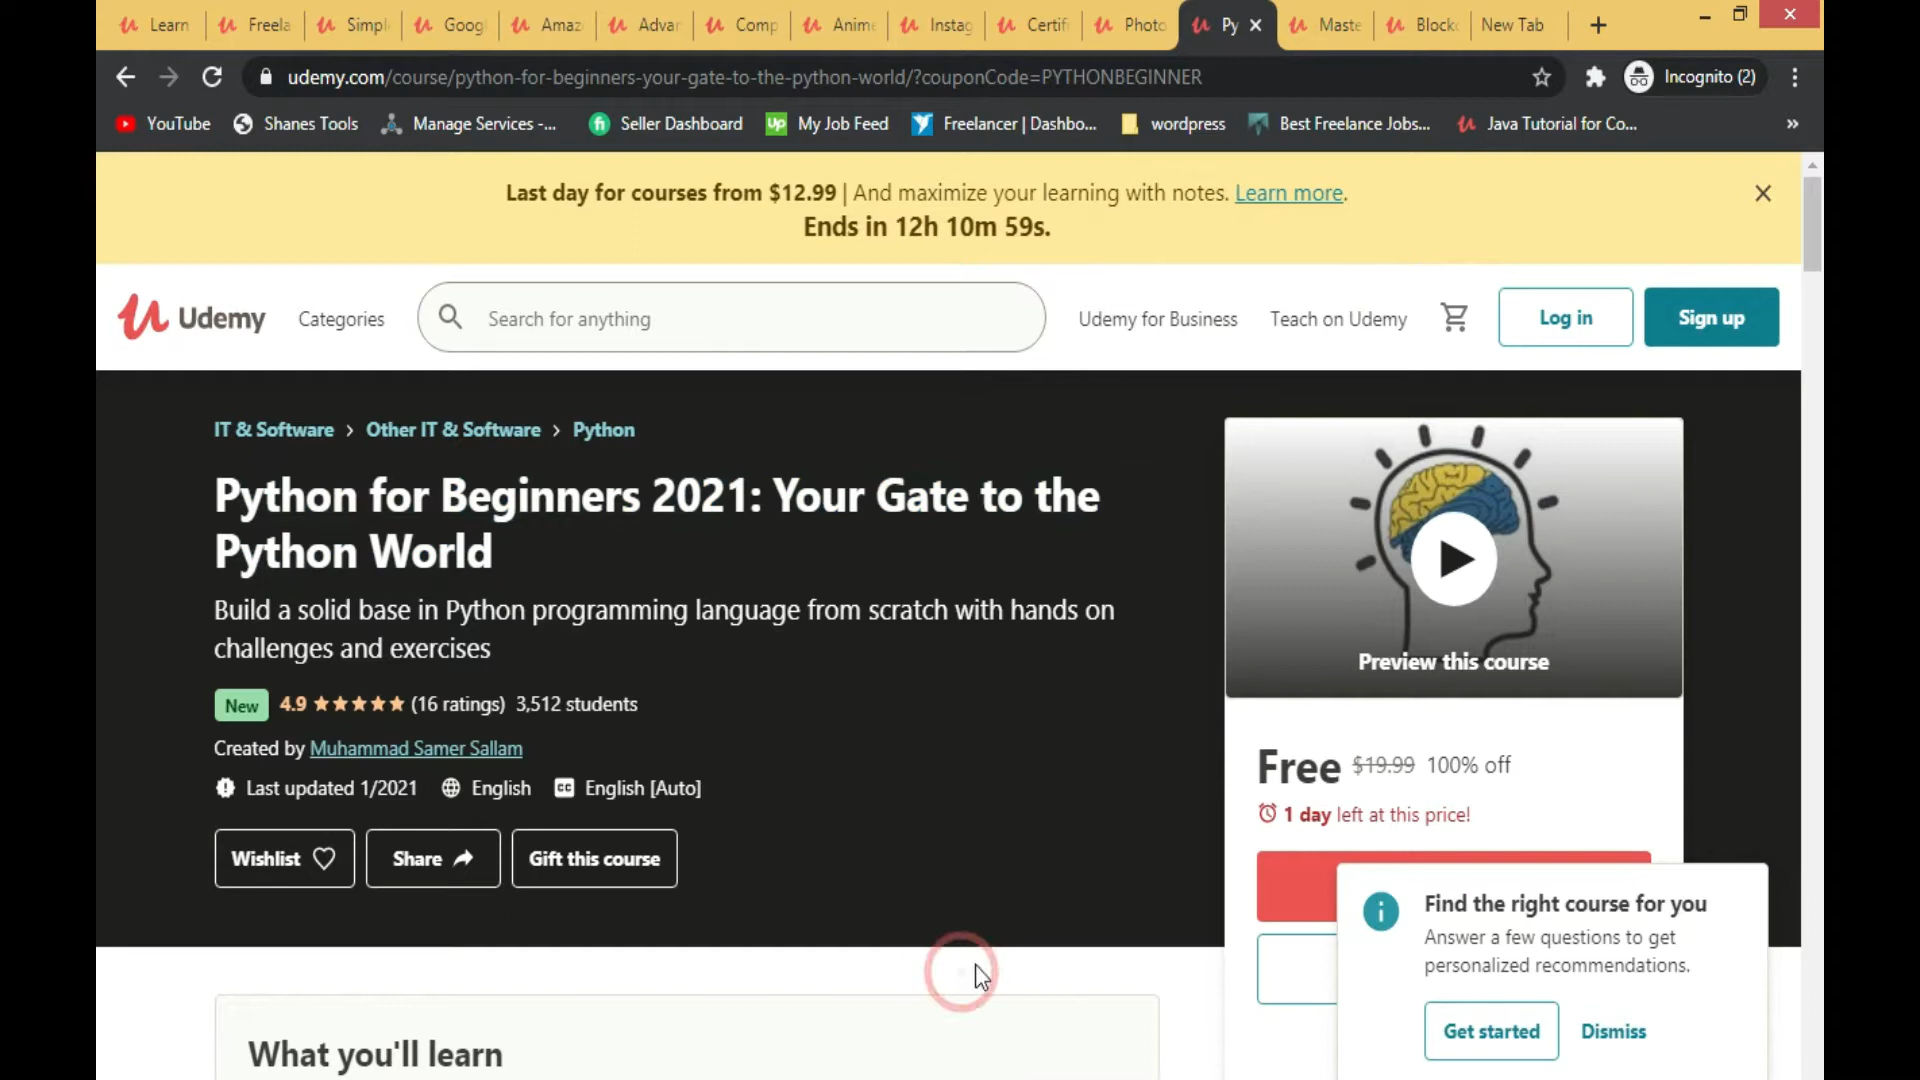 Learn
Freela
Simpl
Goog
Amaz
Advar
Comp
Anime
Instag
Certifi
Photo
Py
Maste
Blockc
New Tab
udemy.com/course/python-for-beginners-your-gate-to-the-python-world/?couponCode=PYTHONBEGINNER
Incognito (2)
YouTube
Shanes Tools
Manage Services -...
Seller Dashboard
My Job Feed
Freelancer | Dashbo...
wordpress
Best Freelance Jobs...
Java Tutorial for Co...
»
Last day for courses from $12.99 | And maximize your learning with notes. Learn more.
Ends in 12h 10m 59s.
Udemy
Categories
Search for anything
Udemy for Business
Teach on Udemy
Log in
Sign up
IT & Software > Other IT & Software > Python
Python for Beginners 2021: Your Gate to the
Python World
Build a solid base in Python programming language from scratch with hands on
challenges and exercises
New 4.9 (16 ratings) 3,512 students
Created by Muhammad Samer Sallam
Last updated 1/2021 English CC English [Auto]
Wishlist
Share
Gift this course
Preview this course
Free $19.99 100% off
1 day left at this price!
Find the right course for you
Answer a few questions to get
personalized recommendations.
Get started
Dismiss
What you'll learn